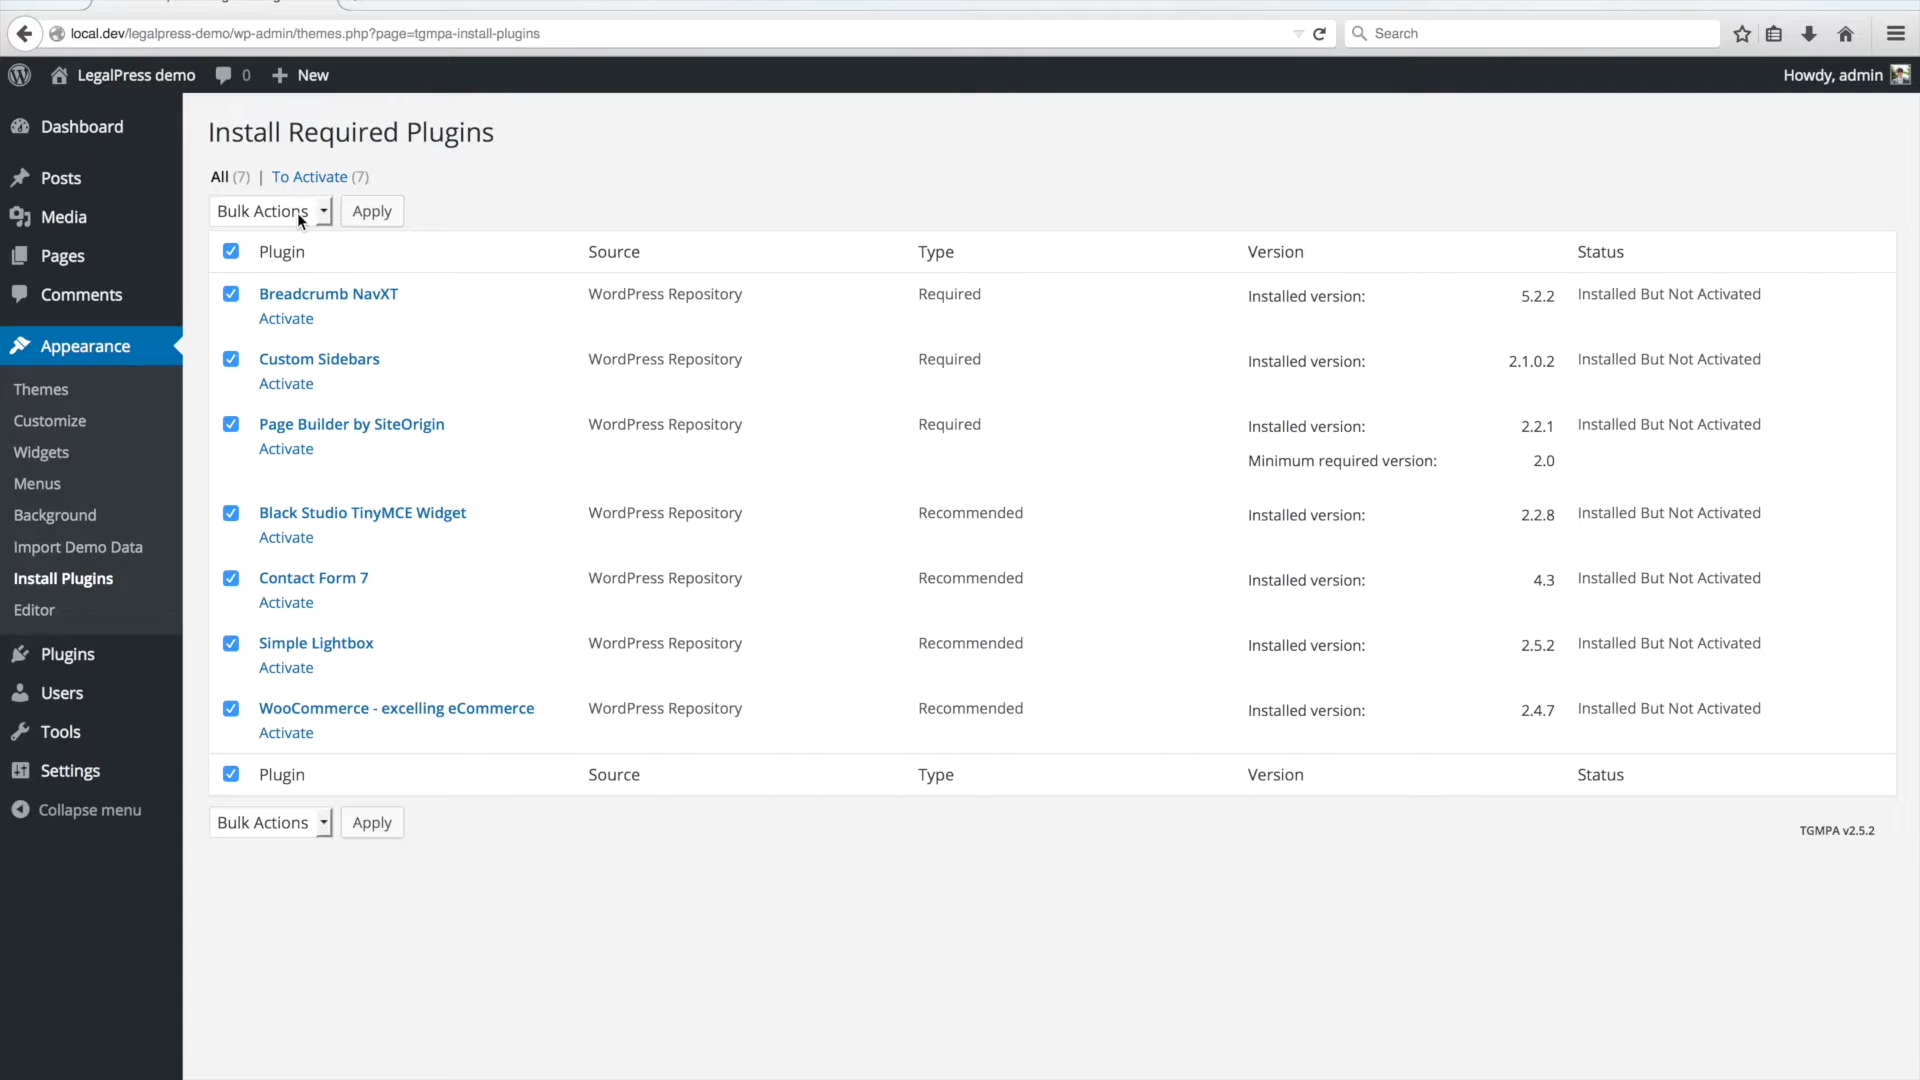 local.dev/legalpress-demo/wp-admin/themes.php?page=tgmpa-install-plugins
Search
LegalPress demo 0 New
Howdy, admin
Dashboard
Posts
Media
Pages
Comments
Appearance
Themes
Customize
Widgets
Menus
Background
Import Demo Data
Install Plugins
Editor
Plugins
Users
Tools
Settings
Collapse menu
Install Required Plugins
All (7) | To Activate (7)
Bulk Actions Apply
Plugin Source Type Version Status
Breadcrumb NavXT WordPress Repository Required Installed version: 5.2.2 Installed But Not Activated
Activate
Custom Sidebars WordPress Repository Required Installed version: 2.1.0.2 Installed But Not Activated
Activate
Page Builder by SiteOrigin WordPress Repository Required Installed version: 2.2.1 Installed But Not Activated
Activate
Minimum required version: 2.0
Black Studio TinyMCE Widget WordPress Repository Recommended Installed version: 2.2.8 Installed But Not Activated
Activate
Contact Form 7 WordPress Repository Recommended Installed version: 4.3 Installed But Not Activated
Activate
Simple Lightbox WordPress Repository Recommended Installed version: 2.5.2 Installed But Not Activated
Activate
WooCommerce - excelling eCommerce WordPress Repository Recommended Installed version: 2.4.7 Installed But Not Activated
Activate
Plugin Source Type Version Status
Bulk Actions Apply
TGMPA v2.5.2